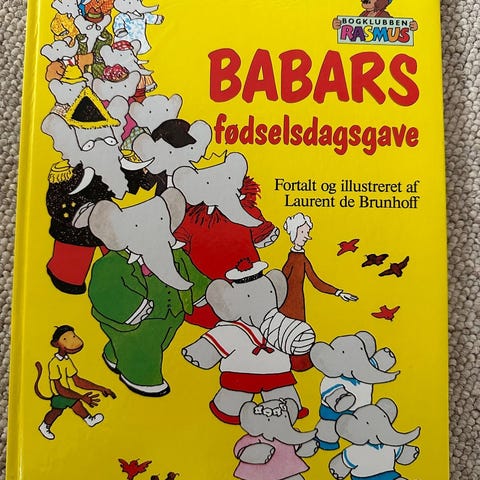 BOGKLUBBEN
RASMUS
BABARS
fødselsdagsgave
Fortalt og illustreret af
Laurent de Brunhoff